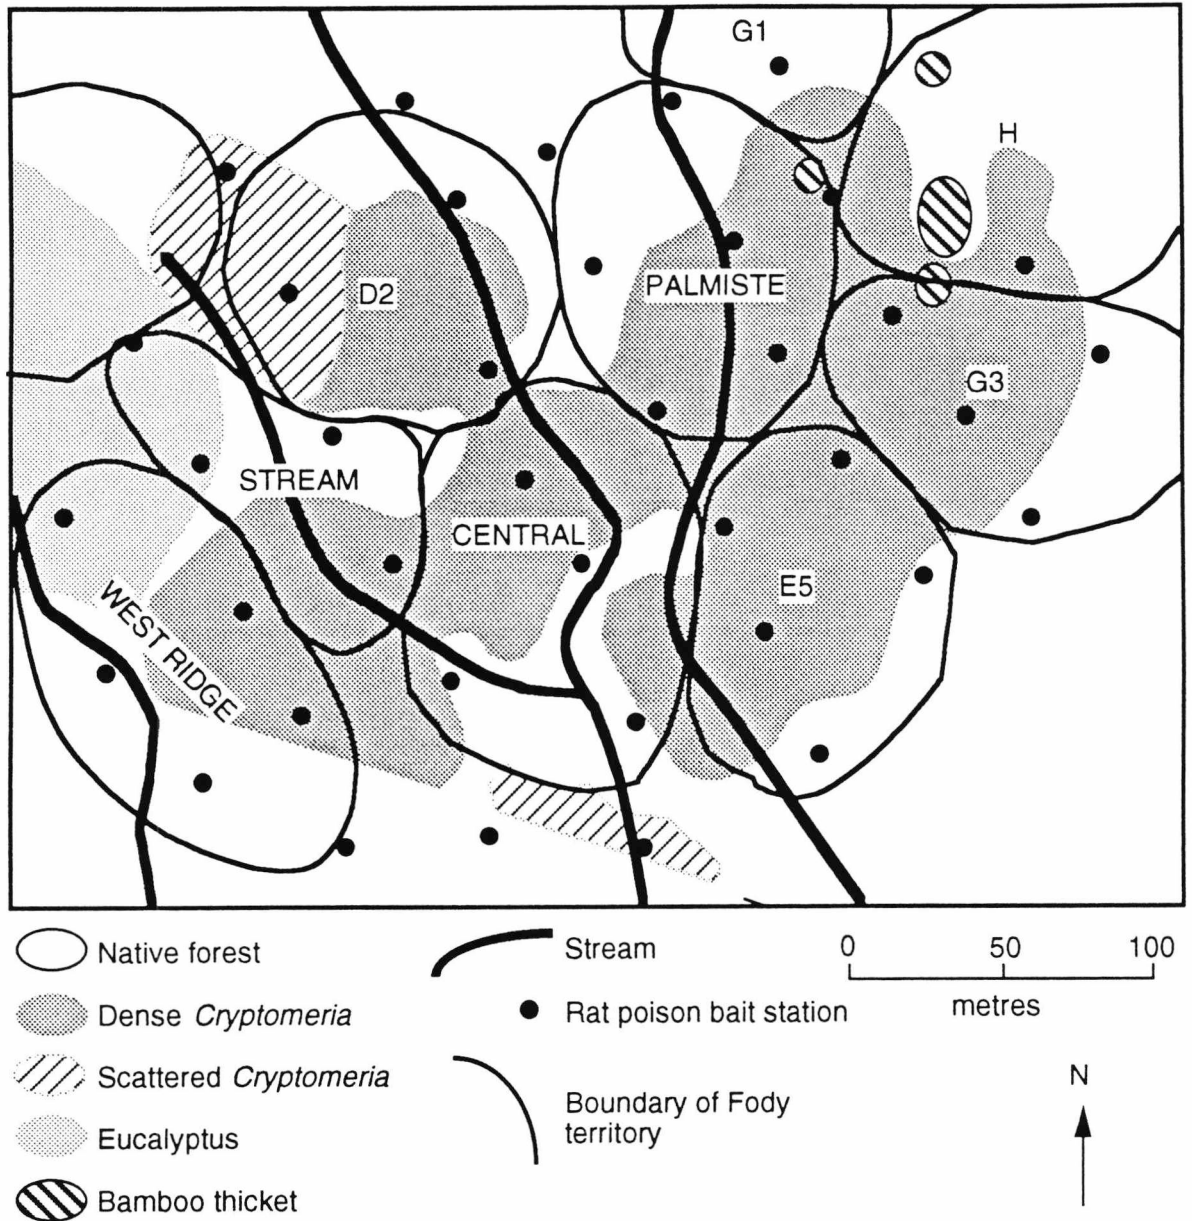 G1
H
D2
PALMISTE
G3
STREAM
CENTRAL
E5
WEST RIDGE
Native forest
Dense Cryptomeria
Scattered Cryptomeria
Eucalyptus
Bamboo thicket
Stream
Rat poison bait station
Boundary of Fody
territory
0 50 100
metres
N